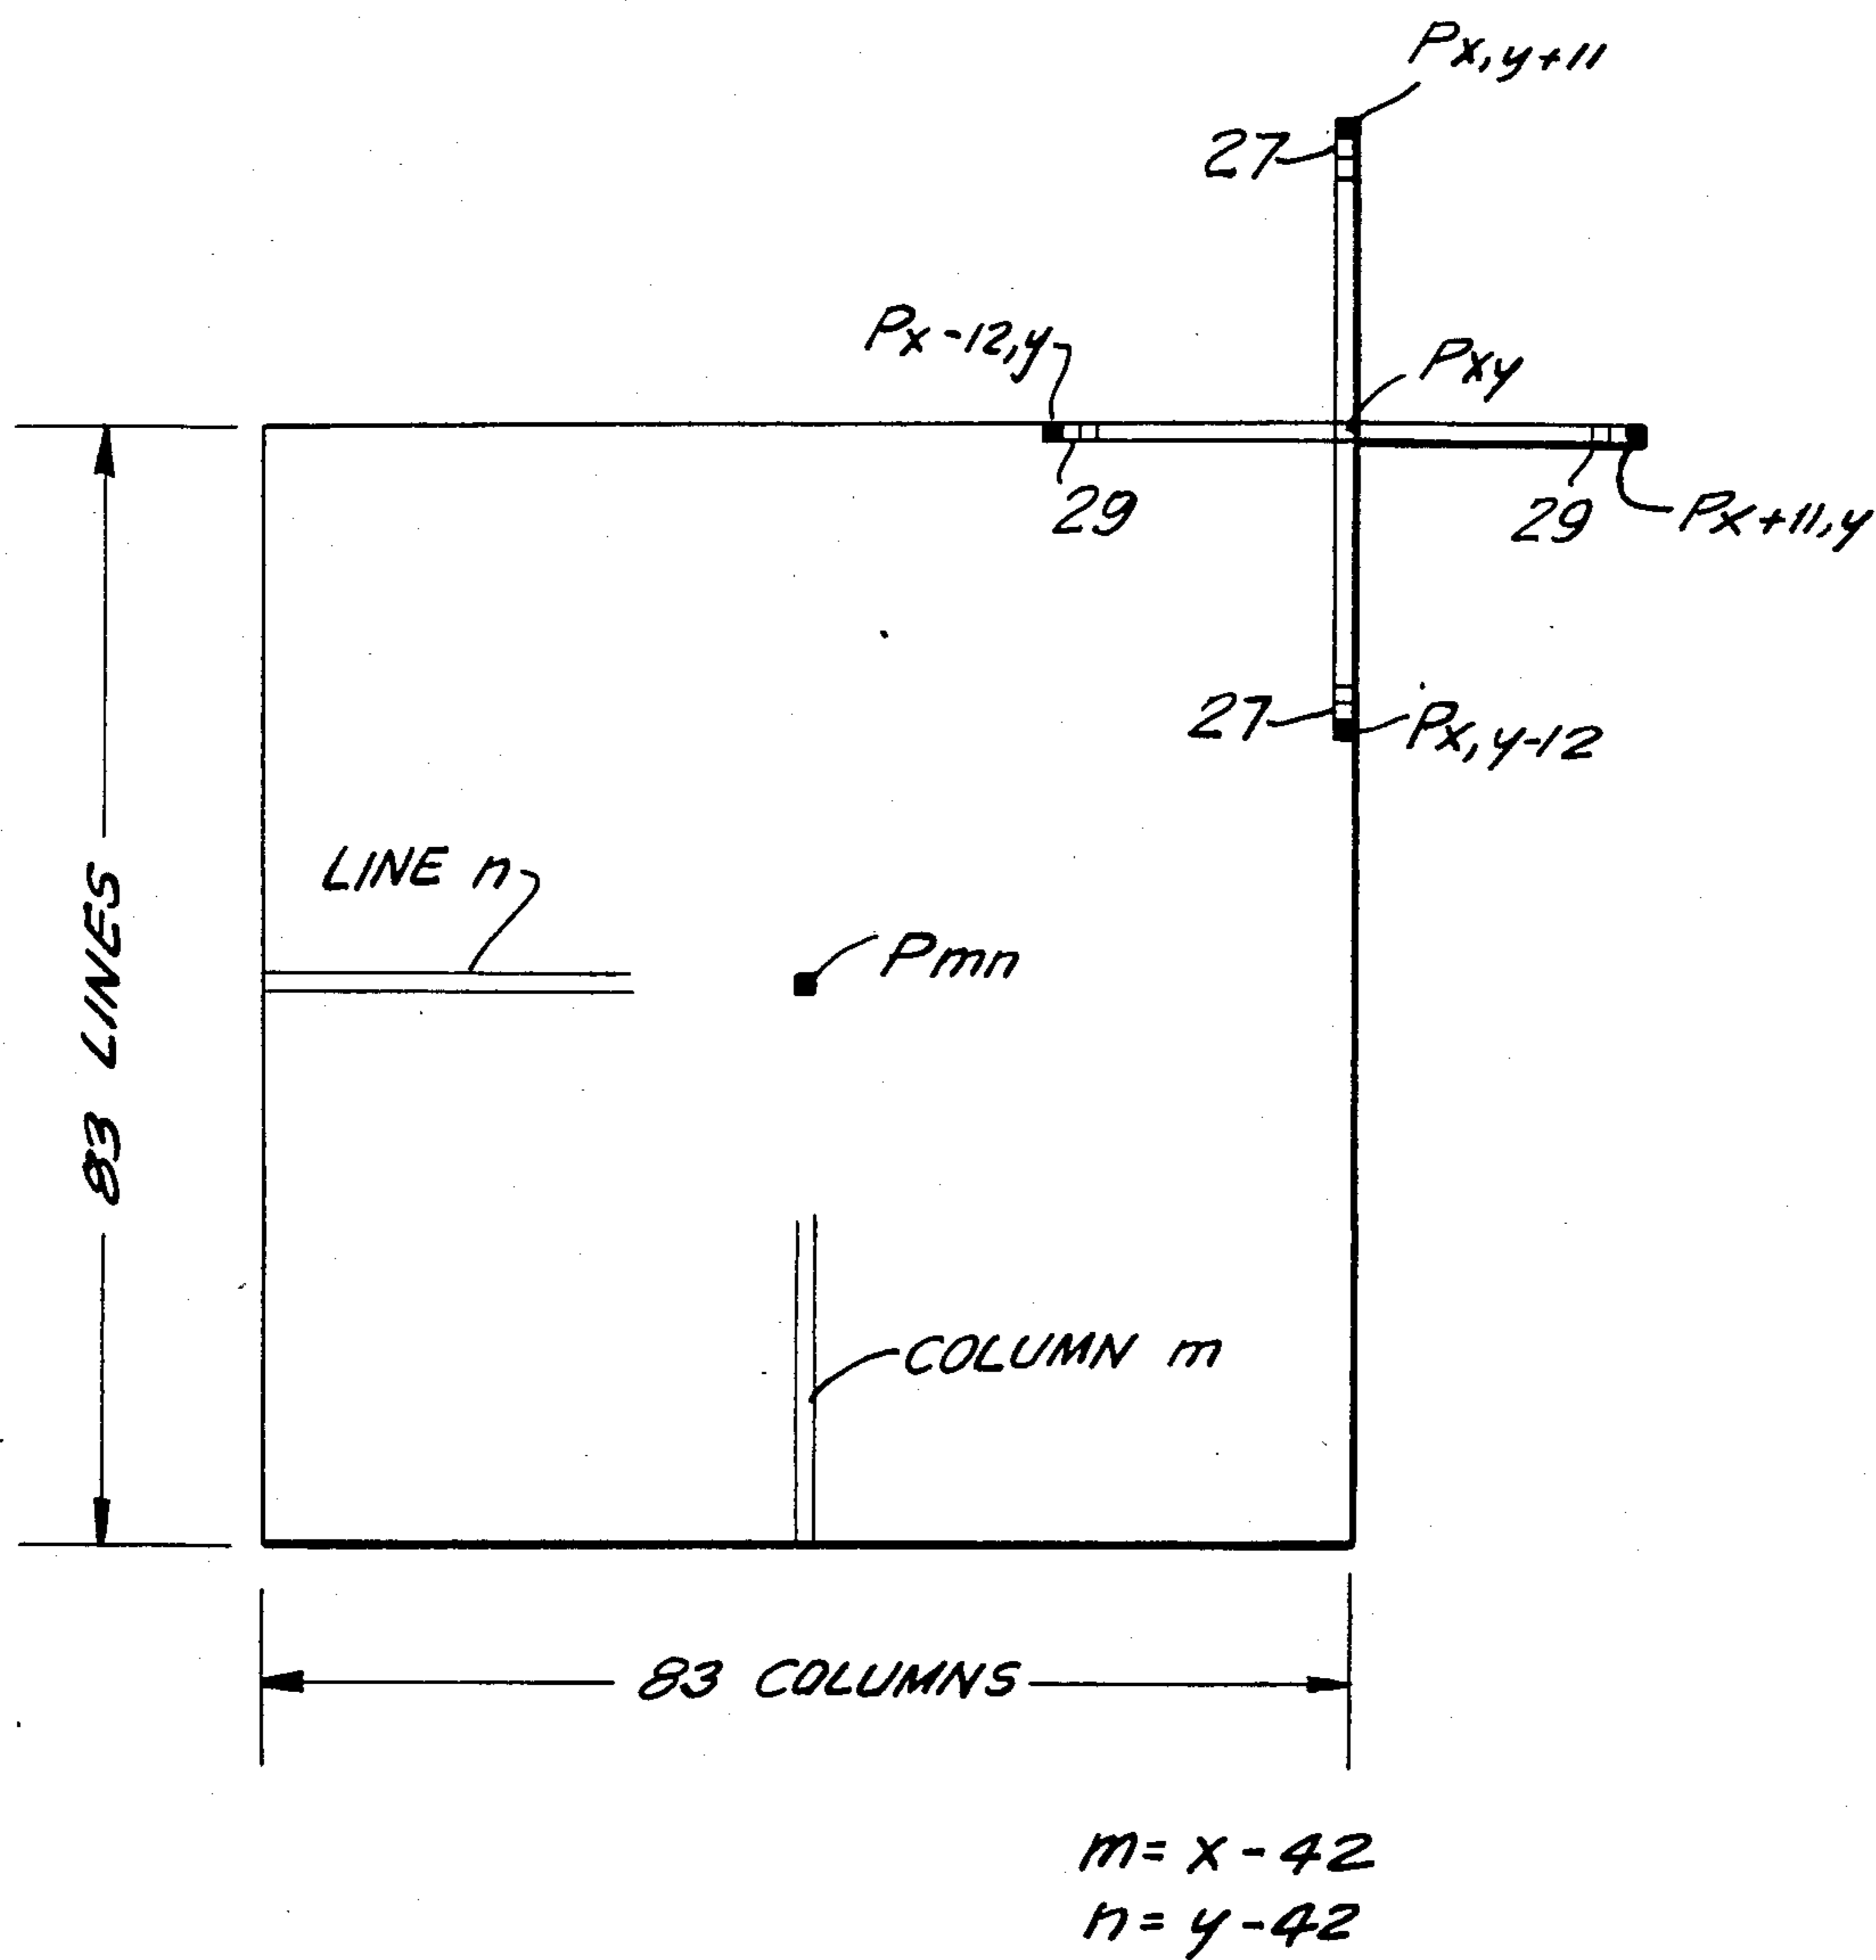 Px, y+11
27
Px-12, y
Pxy
29
29
Px+11, y
27
Px, y-12
LINE n
Pmn
83 LINES
COLUMN m
83 COLUMNS
m = x - 42
n = y - 42